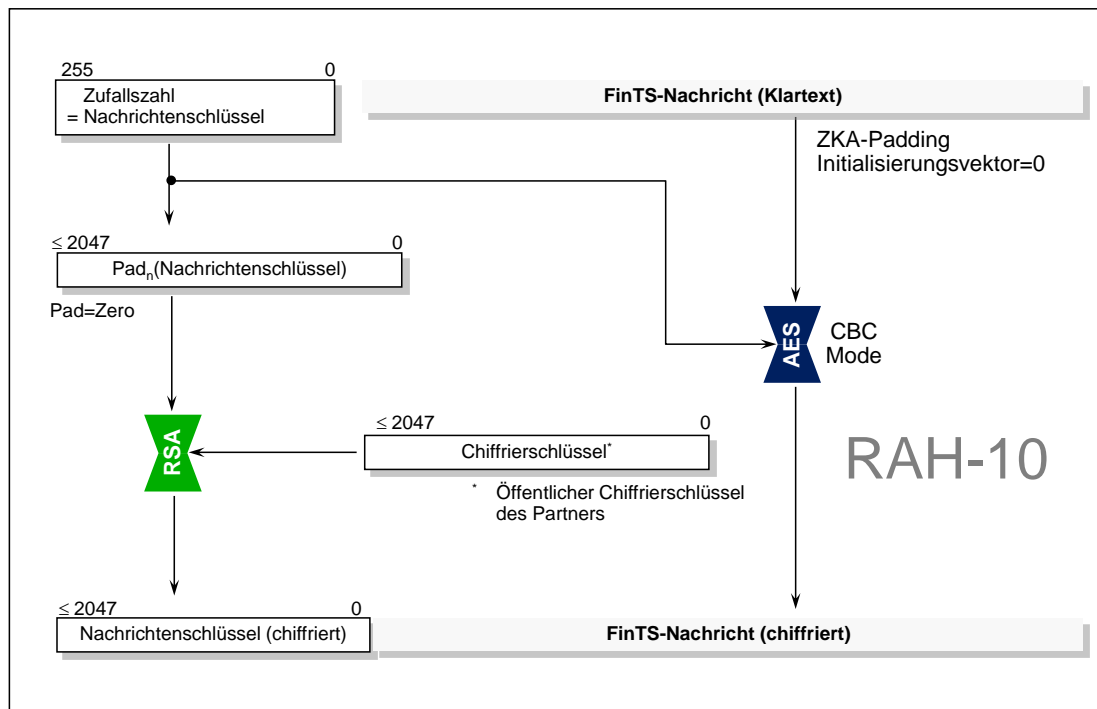 255 0
Zufallszahl
= Nachrichtenschlüssel
FinTS-Nachricht (Klartext)
ZKA-Padding
Initialisierungsvektor=0
≤ 2047 0
Padn(Nachrichtenschlüssel)
Pad=Zero
AES
CBC
Mode
RSA
≤ 2047 0
Chiffrierschlüssel*
* Öffentlicher Chiffrierschlüssel
des Partners
RAH-10
≤ 2047 0
Nachrichtenschlüssel (chiffriert)
FinTS-Nachricht (chiffriert)